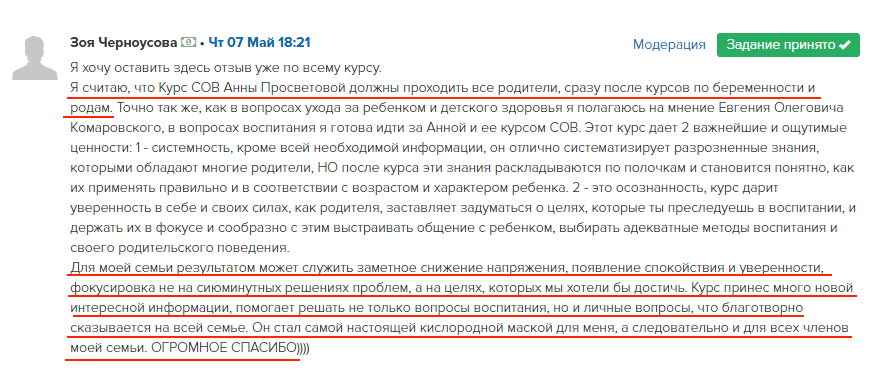 Зоя Черноусова • Чт 07 Май 18:21
Модерация
Задание принято
Я хочу оставить здесь отзыв уже по всему курсу.
Я считаю, что Курс СОВ Анны Просветовой должны проходить все родители, сразу после курсов по беременности и
родам. Точно так же, как в вопросах ухода за ребенком и детского здоровья я полагаюсь на мнение Евгения Олеговича
Комаровского, в вопросах воспитания я готова идти за Анной и ее курсом СОВ. Этот курс дает 2 важнейшие и ощутимые
ценности: 1 - системность, кроме всей необходимой информации, он отлично систематизирует разрозненные знания,
которыми обладают многие родители, НО после курса эти знания раскладываются по полочкам и становится понятно, как
их применять правильно и в соответствии с возрастом и характером ребенка. 2 - это осознанность, курс дарит
уверенность в себе и своих силах, как родителя, заставляет задуматься о целях, которые ты преследуешь в воспитании, и
держать их в фокусе и сообразно с этим выстраивать общение с ребенком, выбирать адекватные методы воспитания и
своего родительского поведения.
Для моей семьи результатом может служить заметное снижение напряжения, появление спокойствия и уверенности,
фокусировка не на сиюминутных решениях проблем, а на целях, которых мы хотели бы достичь. Курс принес много новой
интересной информации, помогает решать не только вопросы воспитания, но и личные вопросы, что благотворно
сказывается на всей семье. Он стал самой настоящей кислородной маской для меня, а следовательно и для всех членов
моей семьи. ОГРОМНОЕ СПАСИБО))))